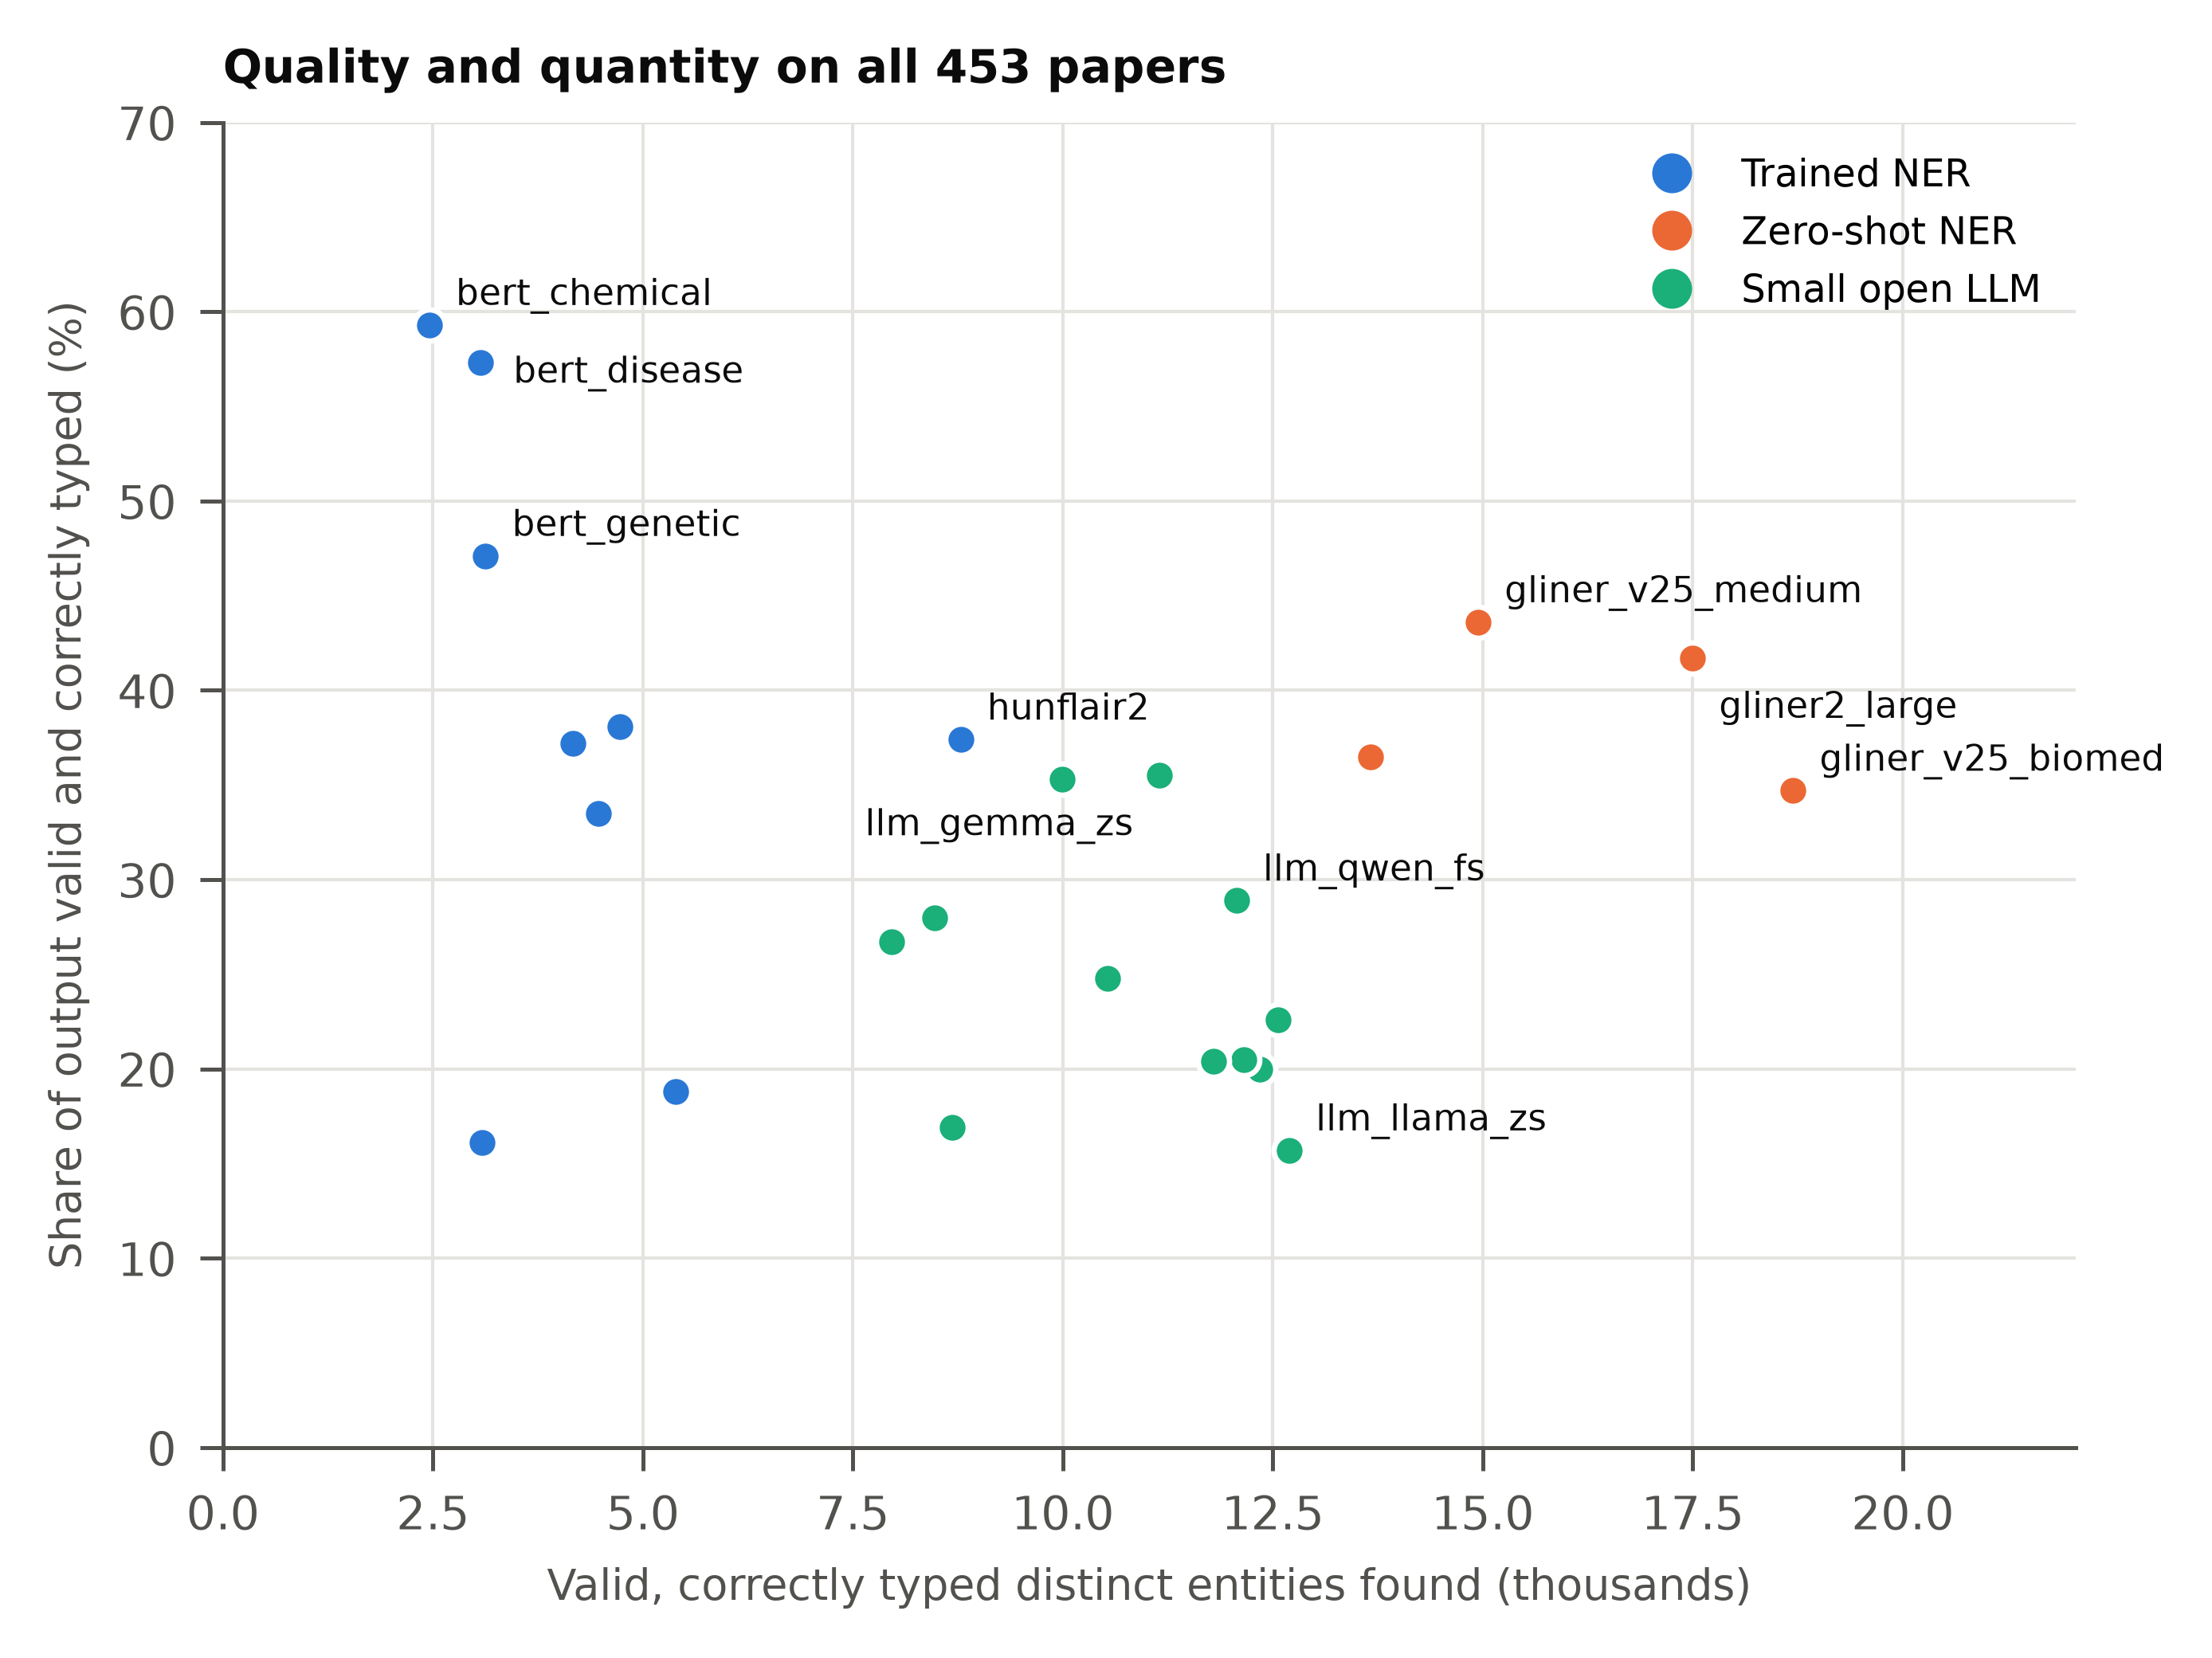 Quality and quantity on all 453 papers
Trained NER
Zero-shot NER
Small open LLM
bert_chemical
bert_disease
bert_genetic
gliner_v25_medium
hunflair2
gliner2_large
gliner_v25_biomed
llm_gemma_zs
llm_qwen_fs
llm_llama_zs
Share of output valid and correctly typed (%)
70
60
50
40
30
20
10
0
0.0 2.5 5.0 7.5 10.0 12.5 15.0 17.5 20.0
Valid, correctly typed distinct entities found (thousands)